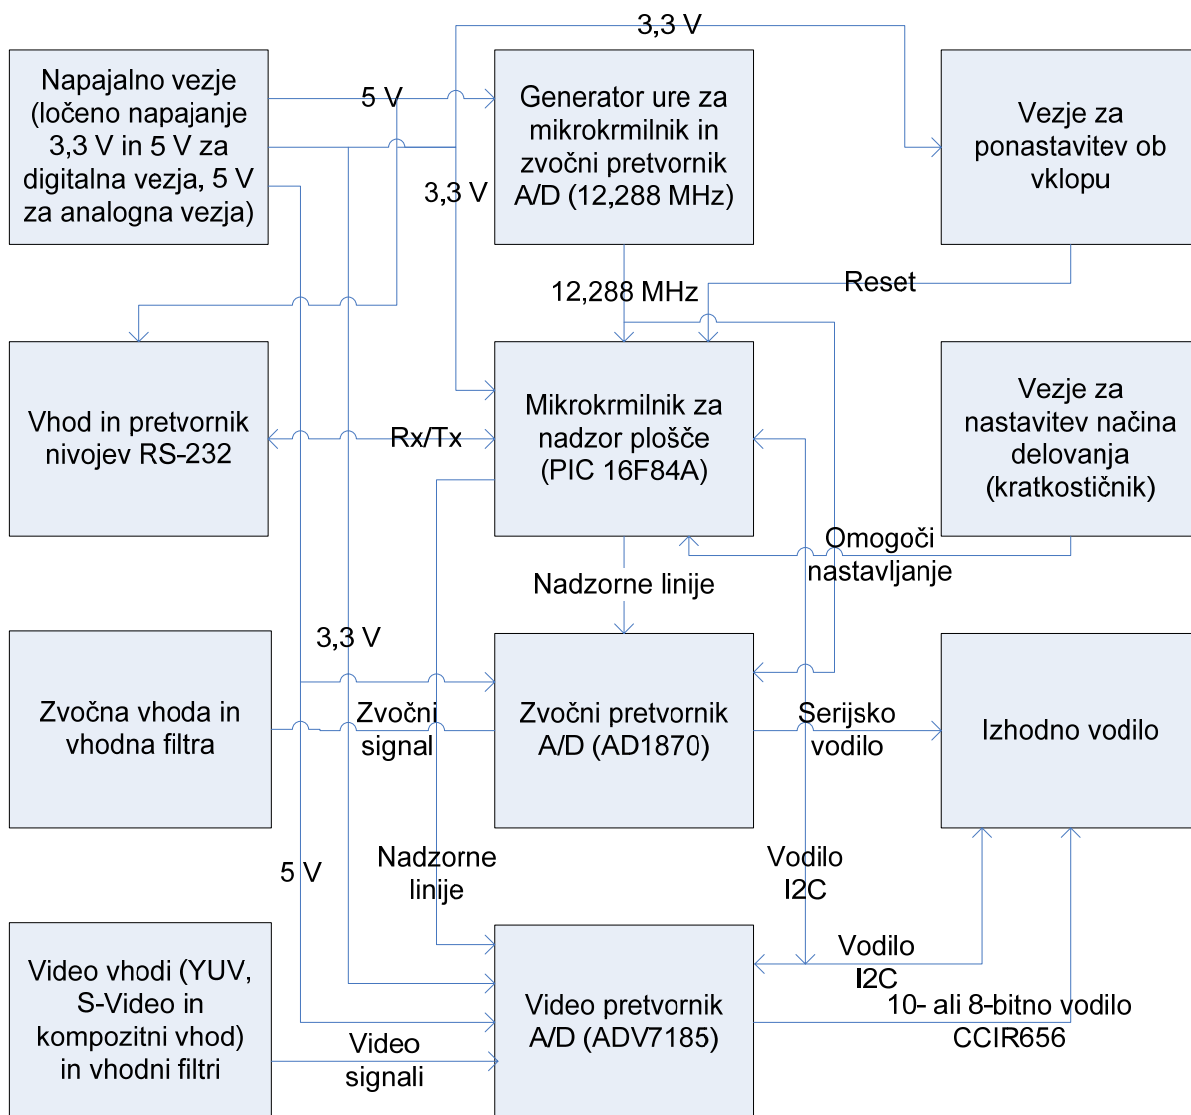 3,3 V
Napajalno vezje
(ločeno napajanje
3,3 V in 5 V za
digitalna vezja, 5 V
za analogna vezja)
5 V
3,3 V
Generator ure za
mikrokrmilnik in
zvočni pretvornik
A/D (12,288 MHz)
Vezje za
ponastavitev ob
vklopu
12,288 MHz
Reset
Vhod in pretvornik
nivojev RS-232
Rx/Tx
Mikrokrmilnik za
nadzor plošče
(PIC 16F84A)
Vezje za
nastavitev načina
delovanja
(kratkostičnik)
Omogoči
nastavljanje
Nadzorne linije
3,3 V
Zvočna vhoda in
vhodna filtra
Zvočni
signal
Zvočni pretvornik
A/D (AD1870)
Serijsko
vodilo
Izhodno vodilo
5 V
Nadzorne
linije
Vodilo
I2C
Video vhodi (YUV,
S-Video in
kompozitni vhod)
in vhodni filtri
Video
signali
Video pretvornik
A/D (ADV7185)
Vodilo
I2C
10- ali 8-bitno vodilo
CCIR656